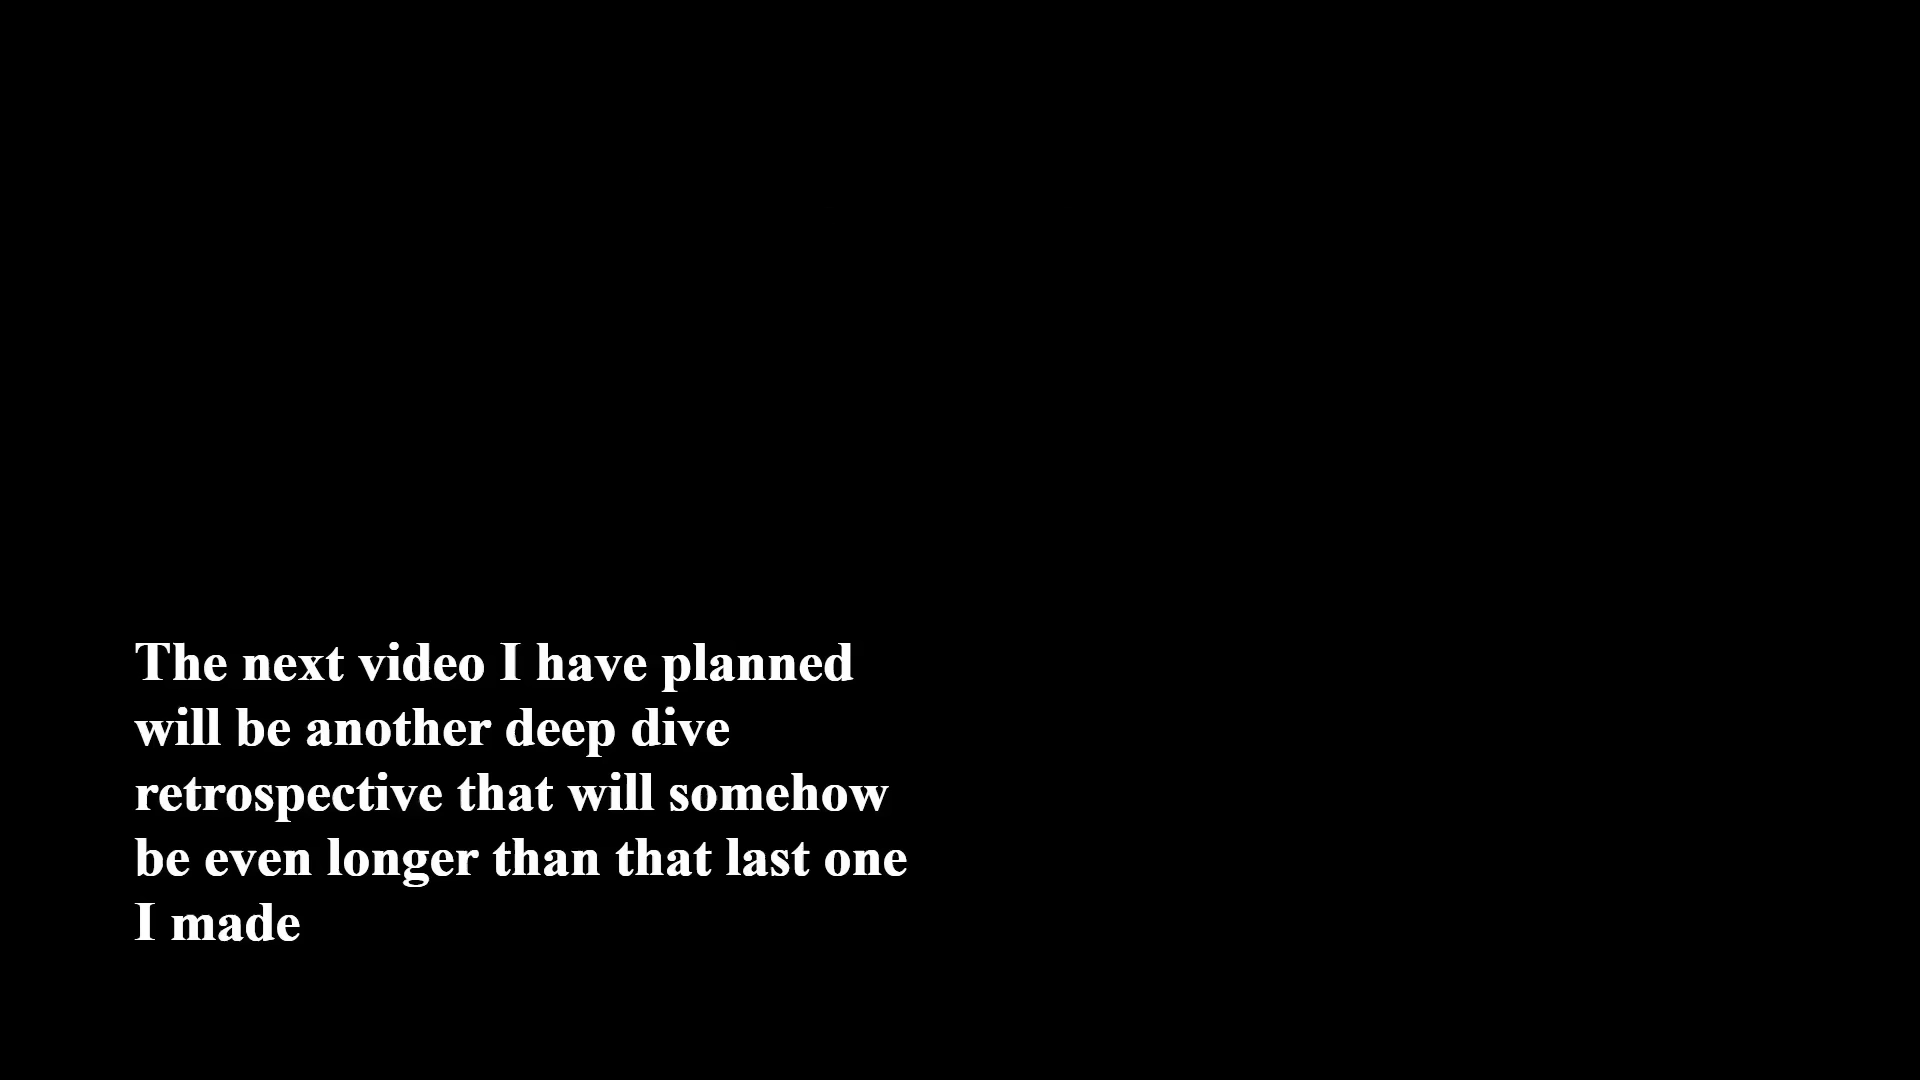 The next video I have planned
will be another deep dive
retrospective that will somehow
be even longer than that last one
I made